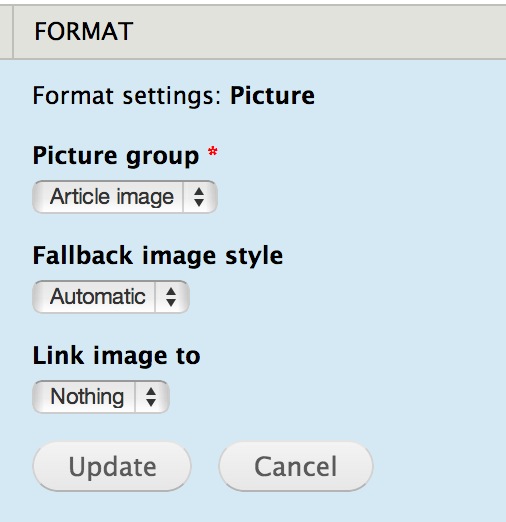 FORMAT
Format settings: Picture
Picture group *
Article image
Fallback image style
Automatic
Link image to
Nothing
Update Cancel